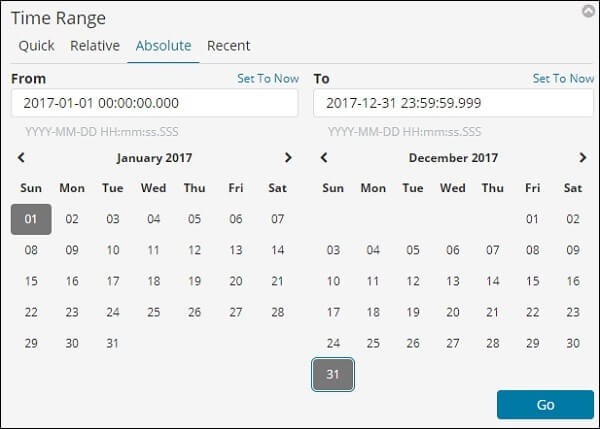 Time Range
Quick Relative Absolute Recent
From Set To Now
2017-01-01 00:00:00.000
YYYY-MM-DD HH:mm:ss.SSS
January 2017
Sun Mon Tue Wed Thu Fri Sat
01 02 03 04 05 06 07
08 09 10 11 12 13 14
15 16 17 18 19 20 21
22 23 24 25 26 27 28
29 30 31
To Set To Now
2017-12-31 23:59:59.999
YYYY-MM-DD HH:mm:ss.SSS
December 2017
Sun Mon Tue Wed Thu Fri Sat
01 02
03 04 05 06 07 08 09
10 11 12 13 14 15 16
17 18 19 20 21 22 23
24 25 26 27 28 29 30
31
Go